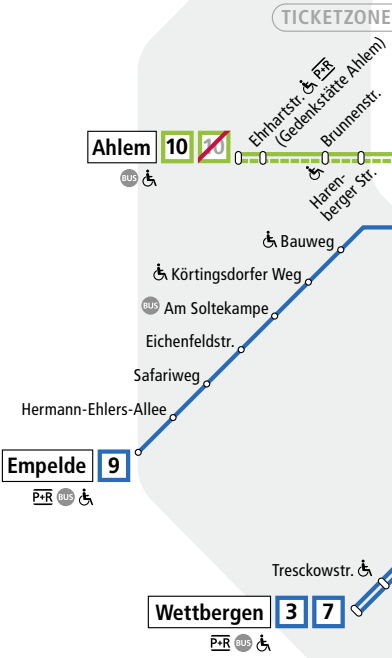 TICKETZONE
Ehrhartstr. P+R
(Gedenkstätte Ahlem)
Brunnenstr.
Ahlem 10 10
BUS
Haren-
berger Str.
Bauweg
Körtingsdorfer Weg
BUS Am Soltekampe
Eichenfeldstr.
Safariweg
Hermann-Ehlers-Allee
Empelde 9
P+R BUS
Tresckowstr.
Wettbergen 3 7
P+R BUS